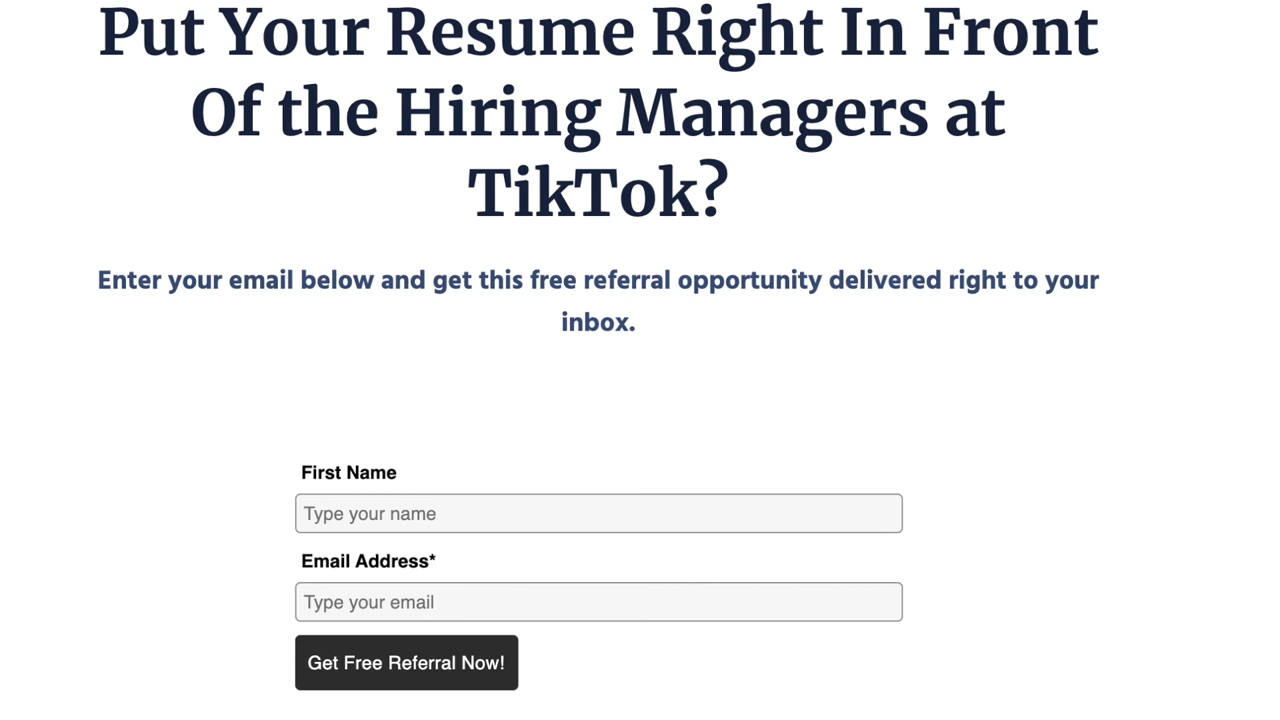 Put Your Resume Right In Front
Of the Hiring Managers at
TikTok?
Enter your email below and get this free referral opportunity delivered right to your
inbox.
First Name
Type your name
Email Address*
Type your email
Get Free Referral Now!